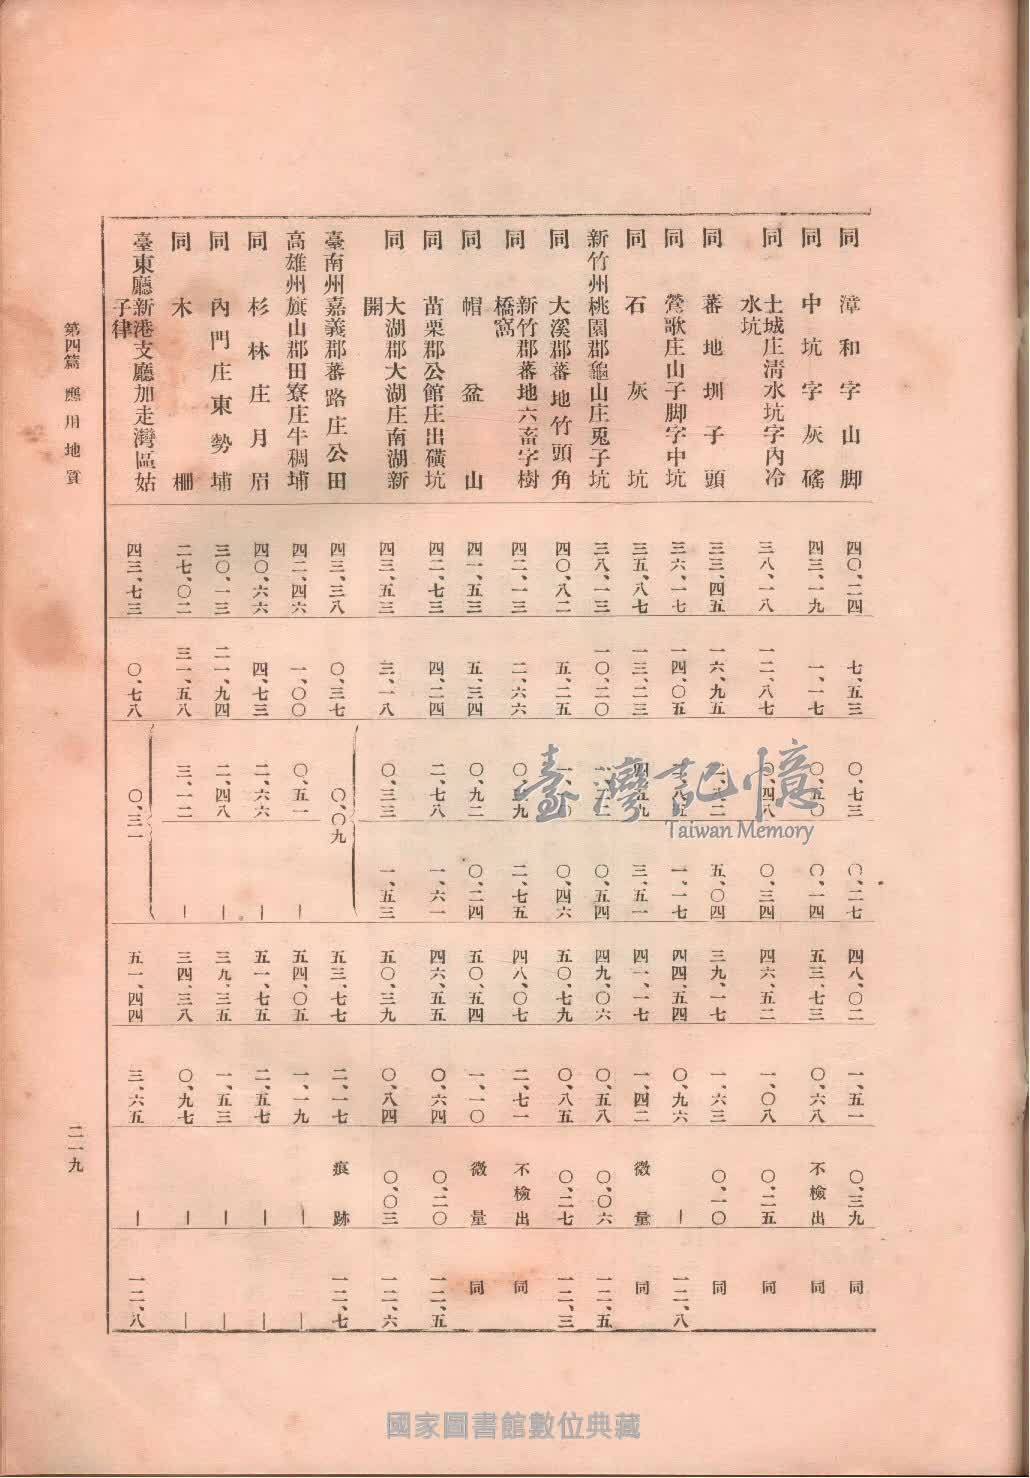 同 漳和字山脚 四〇、二四 七、五三 〇、七三 〇、二七 四八、〇二 一、五一 〇、三九 同
同 中坑字灰磘 四三、一九 一、一七 〇、五〇 〇、一四 五三、七三 〇、六八 不檢出 同
同 土城庄淸水坑字內冷水坑 三八、一八 一二、八七 〇、四八 〇、三四 四六、五二 一、〇八 〇、二五 同
同 蕃地圳子頭 三三、四五 一六、九五 五、〇四 三九、一七 一、六三 〇、一〇 同
同 鶯歌庄山子脚字中坑 三六、一七 一四、〇五 一、一七 四四、五四 〇、九六 — 一二、八
同 石灰坑 三五、八七 一三、二三 三、五一 四一、一七 一、四二 微量 同
新竹州桃園郡龜山庄兎子坑 三八、一三 一〇、二〇 〇、五四 四九、〇六 〇、五八 〇、〇六 一二、五
同 大溪郡蕃地竹頭角 四〇、八二 五、二五 〇、四六 五〇、七九 〇、八五 〇、二七 一二、三
同 新竹郡蕃地六畜字樹橋窩 四二、一三 二、六六 二、七五 四八、〇七 二、七一 不檢出 同
同 帽盆山 四一、五三 五、三四 〇、九二 〇、二四 五〇、五四 一、一〇 微量 同
同 苗栗郡公館庄出磺坑 四二、七三 四、二四 二、七八 一、六一 四六、五五 〇、六四 〇、二〇 一二、五
同 大湖郡大湖庄南湖新開 四三、五三 三、一八 〇、三三 一、五三 五〇、三九 〇、八四 〇、〇三 一二、六
臺南州嘉義郡蕃路庄公田 四三、三八 〇、三七 〇、〇九 五三、七七 二、一七 痕跡 一二、七
高雄州旗山郡田寮庄牛稠埔 四二、四六 一、〇〇 〇、五一 — 五四、〇五 一、一九 — —
同 杉林庄月眉 四〇、六六 四、七三 二、六六 — 五一、七五 二、五七 — —
同 內門庄東勢埔 三〇、一三 二一、九四 二、四八 — 三九、三五 一、五三 — —
同 木柵 二七、〇二 三一、五八 三、一二 — 三四、三八 〇、九七 — —
臺東廳新港支廳加走灣區姑子律 四三、七三 〇、七八 〇、三一 五一、四四 三、六五 — 一二、八
第四篇 應用地質
二一九
臺灣記憶
Taiwan Memory
國家圖書館數位典藏